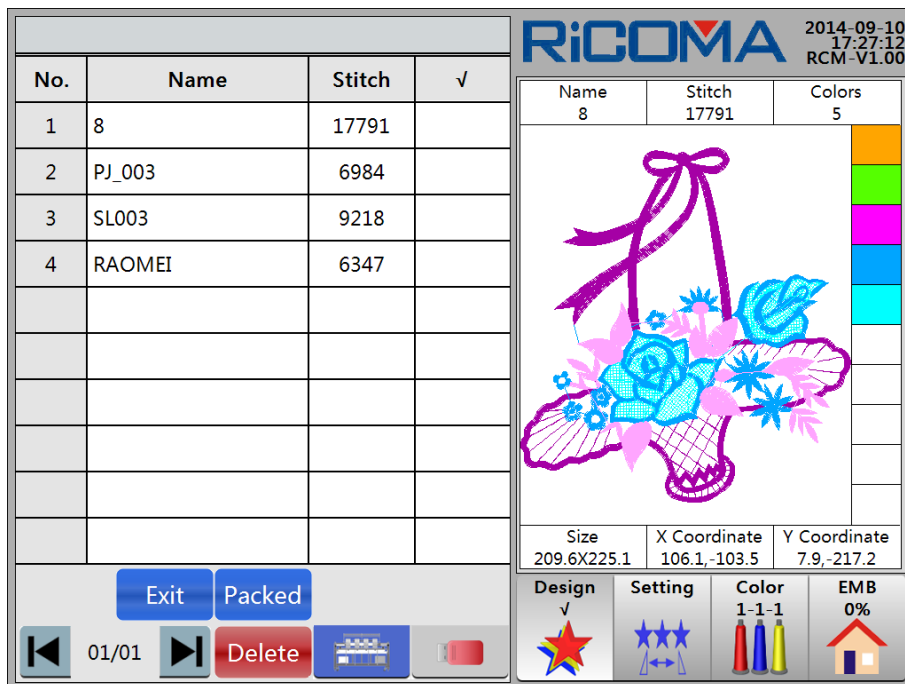 No. Name Stitch √
1 8 17791
2 PJ_003 6984
3 SL003 9218
4 RAOMEI 6347
Exit Packed
01/01 Delete
RiCOMA
2014-09-10
17:27:12
RCM-V1.00
Name Stitch Colors
8 17791 5
Size X Coordinate Y Coordinate
209.6X225.1 106.1,-103.5 7.9,-217.2
Design Setting Color EMB
√ 1-1-1 0%